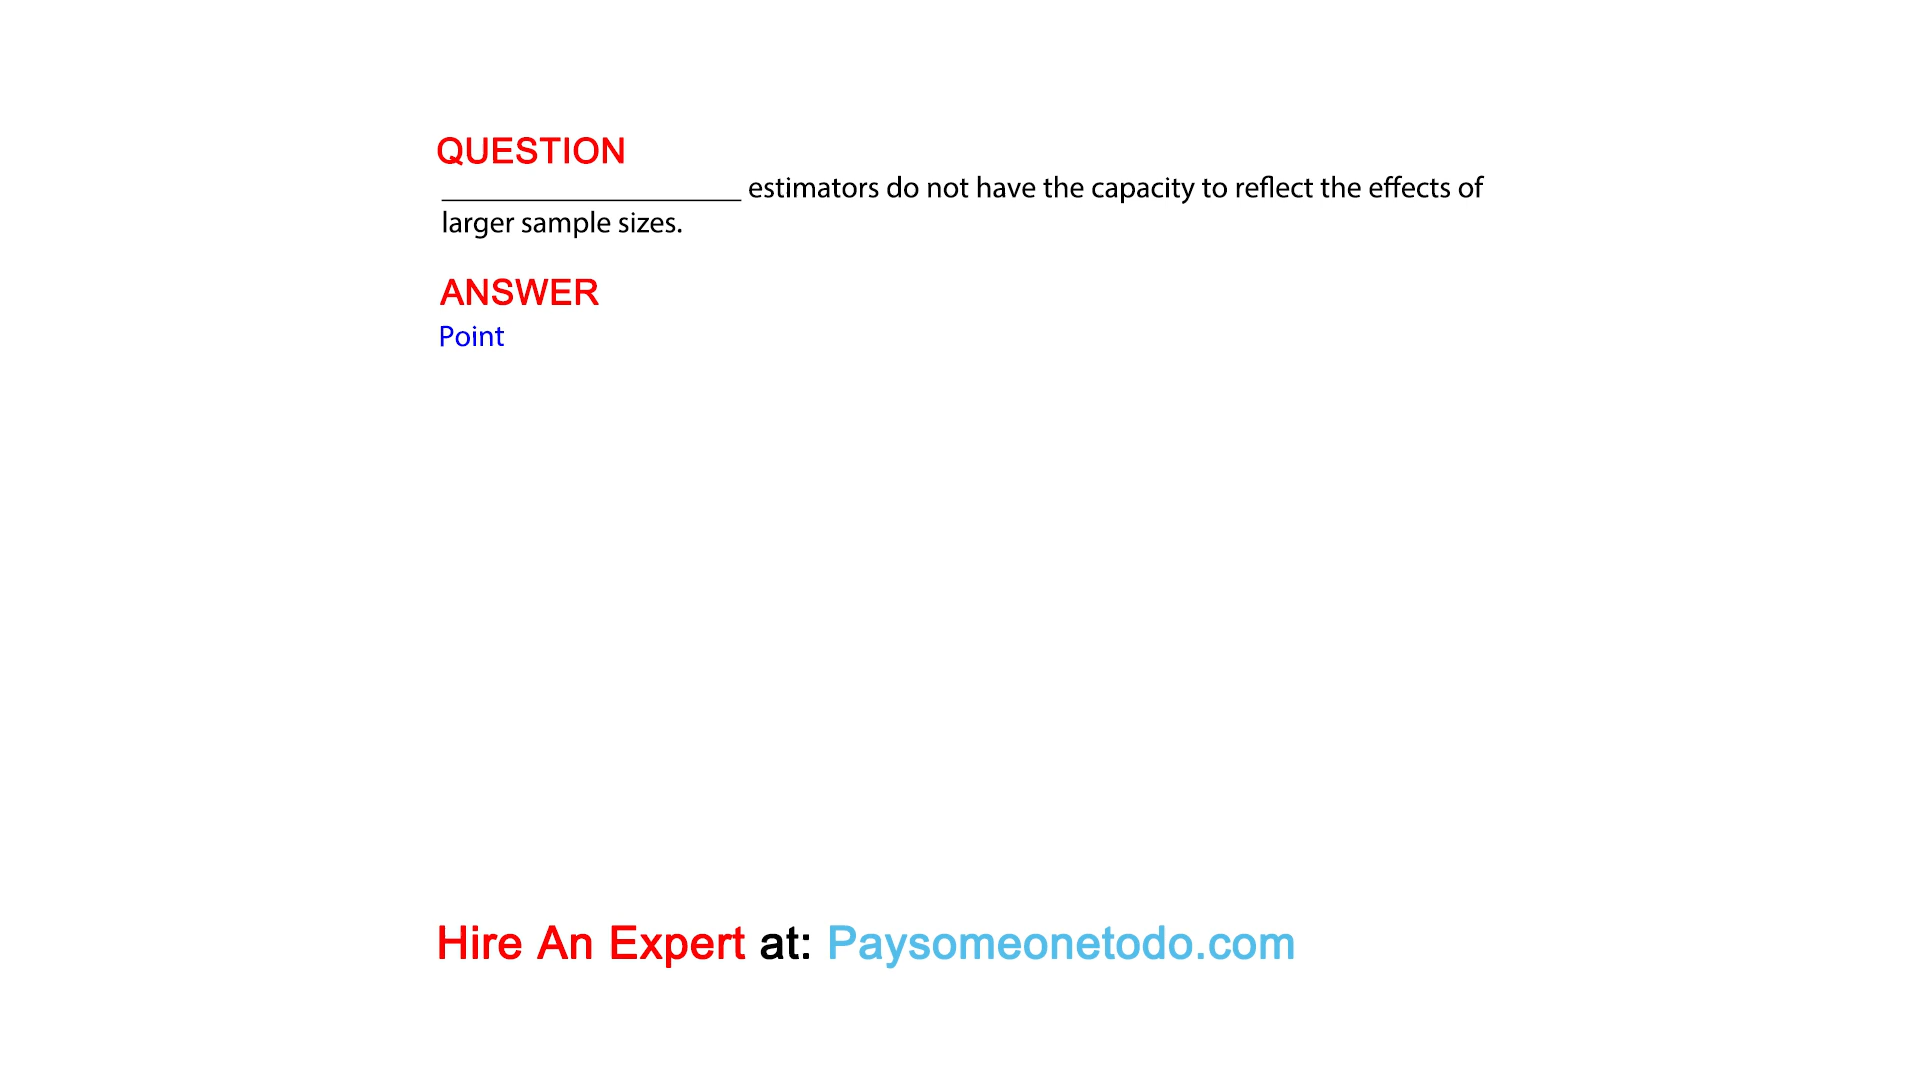 QUESTION
____________________ estimators do not have the capacity to reflect the effects of
larger sample sizes.
ANSWER
Point
Hire An Expert at: Paysomeonetodo.com